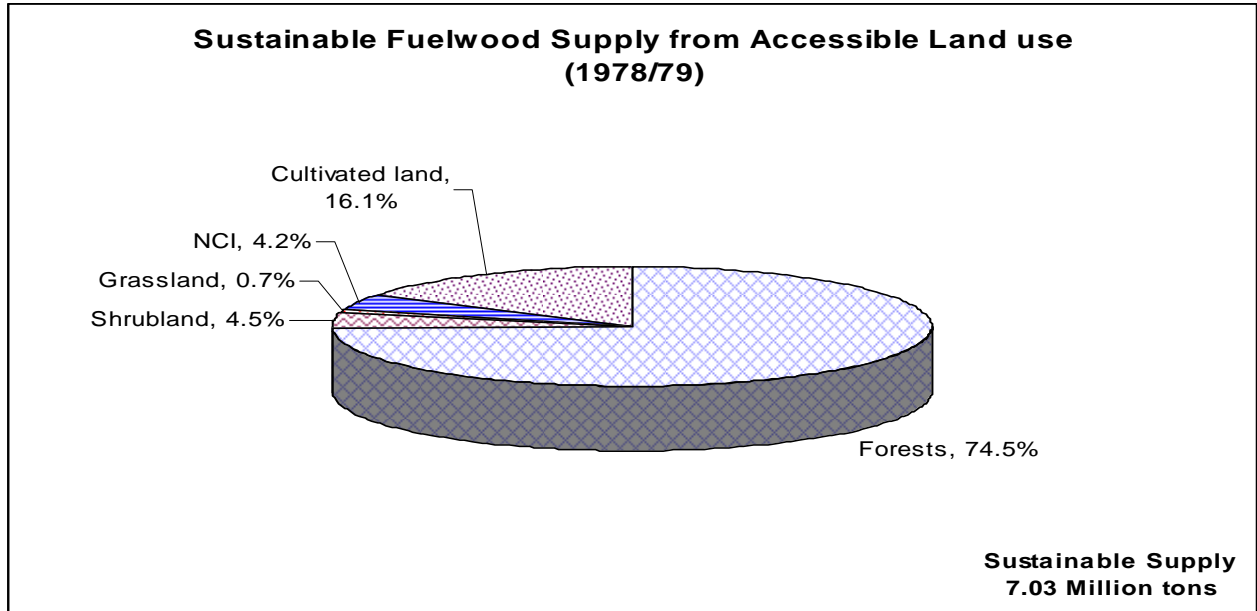 Sustainable Fuelwood Supply from Accessible Land use
(1978/79)
Cultivated land,
16.1%
NCI, 4.2%
Grassland, 0.7%
Shrubland, 4.5%
Forests, 74.5%
Sustainable Supply
7.03 Million tons